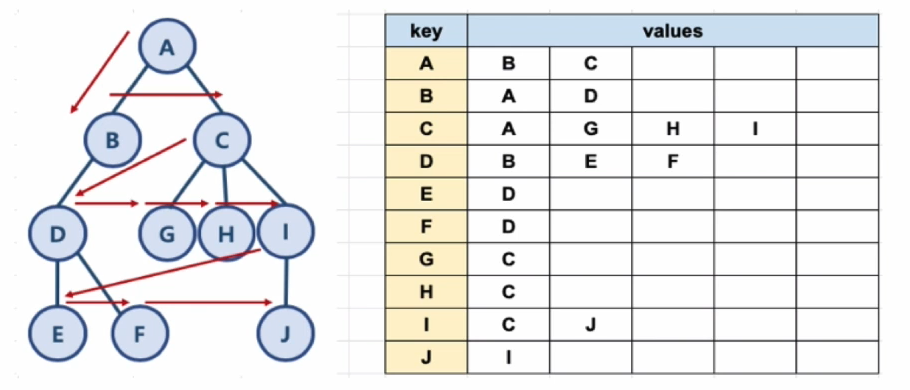 A
B C
D G H I
E F J
key values
A B C
B A D
C A G H I
D B E F
E D
F D
G C
H C
I C J
J I